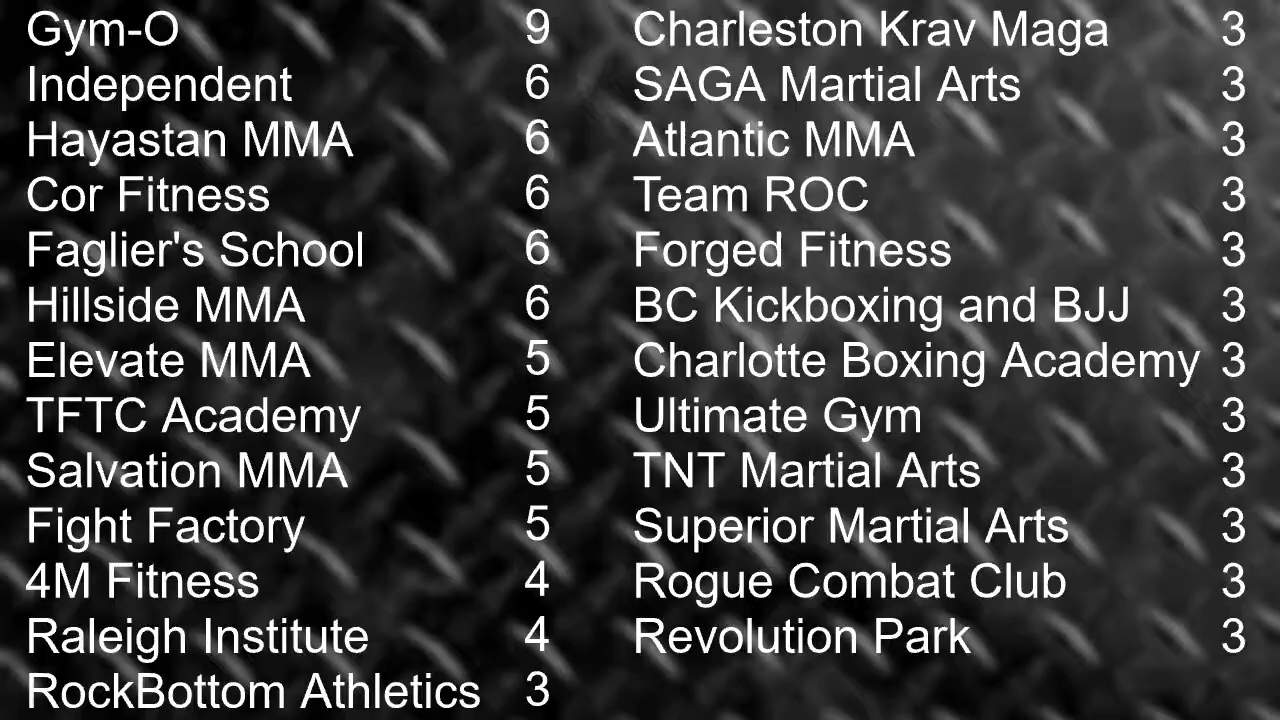 Gym-O 9
Independent 6
Hayastan MMA 6
Cor Fitness 6
Faglier's School 6
Hillside MMA 6
Elevate MMA 5
TFTC Academy 5
Salvation MMA 5
Fight Factory 5
4M Fitness 4
Raleigh Institute 4
RockBottom Athletics 3
Charleston Krav Maga 3
SAGA Martial Arts 3
Atlantic MMA 3
Team ROC 3
Forged Fitness 3
BC Kickboxing and BJJ 3
Charlotte Boxing Academy 3
Ultimate Gym 3
TNT Martial Arts 3
Superior Martial Arts 3
Rogue Combat Club 3
Revolution Park 3